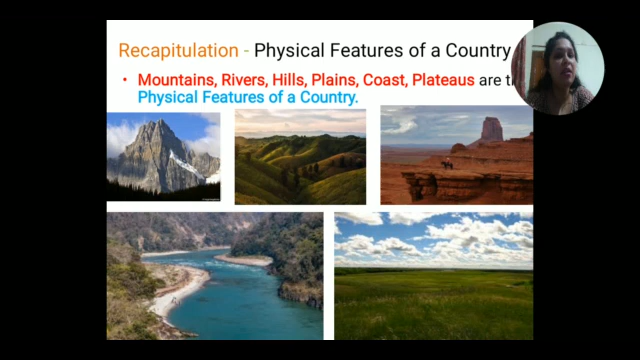 Recapitulation - Physical Features of a Country
• Mountains, Rivers, Hills, Plains, Coast, Plateaus are
Physical Features of a Country.